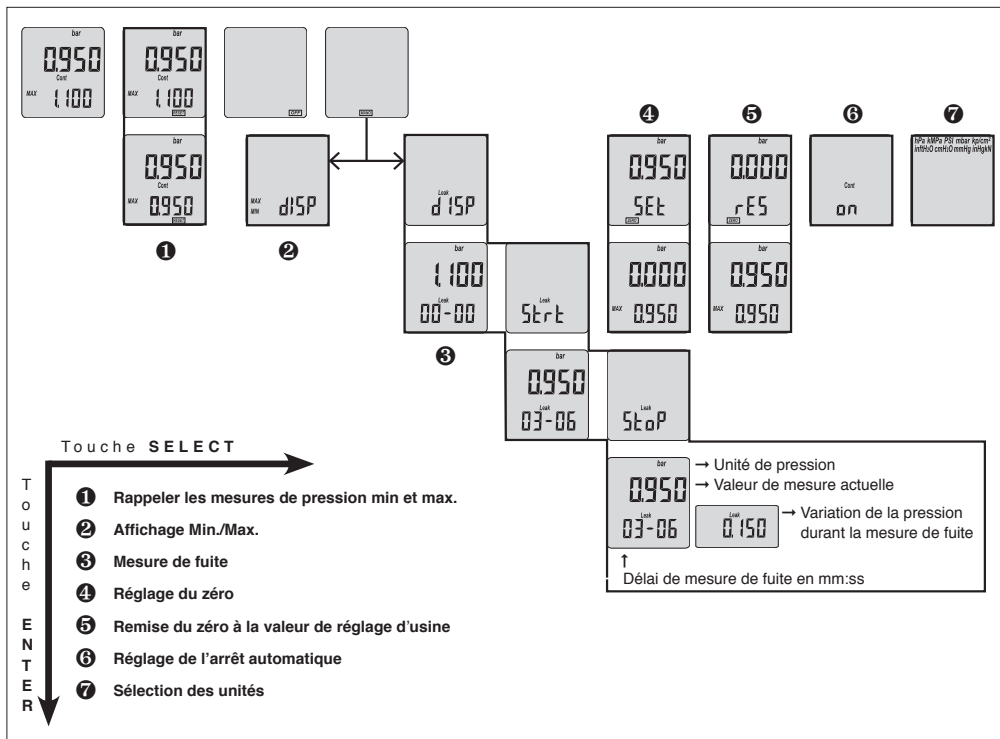 bar
0.950
Cont
MAX 1.100
bar
0.950
Cont
MAX 1.100
RESET
OFF
MANO
bar
0.950
Cont
MAX 0.950
RESET
❶
MAX
MIN dISP
❷
Leak
dISP
bar
1.100
Leak
00-00
❸
Leak
Strt
bar
0.950
Leak
03-06
Leak
StoP
❹
bar
0.950
SEt
ZERO
bar
0.000
MAX 0.950
❺
bar
0.000
rES
ZERO
bar
0.950
MAX 0.950
❻
Cont
on
❼
hPa kMPa PSI mbar kp/cm²
inftH2O cmH2O mmHg inHgkN
bar
0.950
Leak
03-06
→ Unité de pression
→ Valeur de mesure actuelle
Leak
0.150
→ Variation de la pression
durant la mesure de fuite
↑
Délai de mesure de fuite en mm:ss
Touche SELECT
Touche ENTER
❶ Rappeler les mesures de pression min et max.
❷ Affichage Min./Max.
❸ Mesure de fuite
❹ Réglage du zéro
❺ Remise du zéro à la valeur de réglage d'usine
❻ Réglage de l'arrêt automatique
❼ Sélection des unités